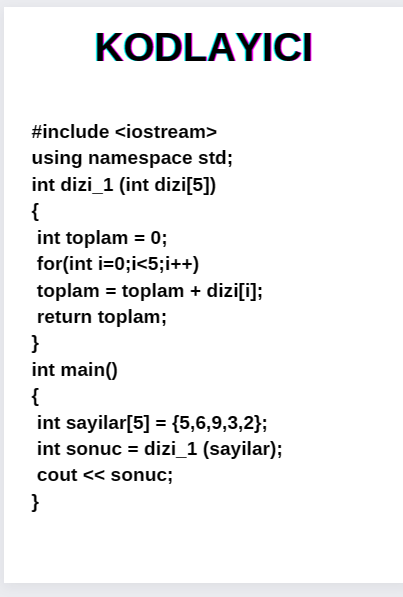 KODLAYICI
#include <iostream>
using namespace std;
int dizi_1 (int dizi[5])
{
int toplam = 0;
for(int i=0;i<5;i++)
toplam = toplam + dizi[i];
return toplam;
}
int main()
{
int sayilar[5] = {5,6,9,3,2};
int sonuc = dizi_1 (sayilar);
cout << sonuc;
}